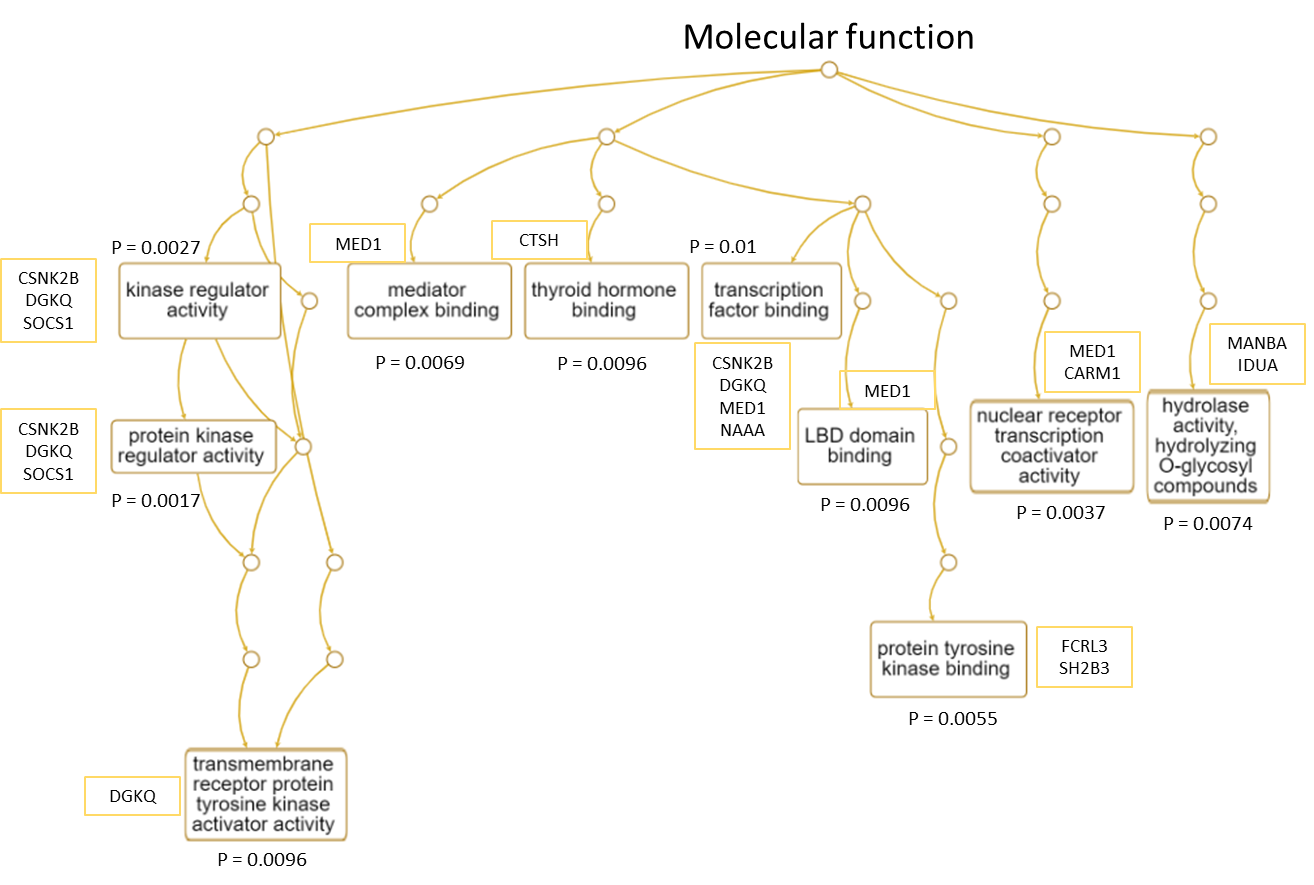 Molecular function
P = 0.0027
CSNK2B
DGKQ
SOCS1
kinase regulator
activity
MED1
mediator
complex binding
P = 0.0069
CTSH
thyroid hormone
binding
P = 0.0096
P = 0.01
transcription
factor binding
CSNK2B
DGKQ
MED1
NAAA
MED1
LBD domain
binding
P = 0.0096
MED1
CARM1
nuclear receptor
transcription
coactivator
activity
P = 0.0037
MANBA
IDUA
hydrolase
activity,
hydrolyzing
O-glycosyl
compounds
P = 0.0074
CSNK2B
DGKQ
SOCS1
protein kinase
regulator activity
P = 0.0017
protein tyrosine
kinase binding
FCRL3
SH2B3
P = 0.0055
DGKQ
transmembrane
receptor protein
tyrosine kinase
activator activity
P = 0.0096